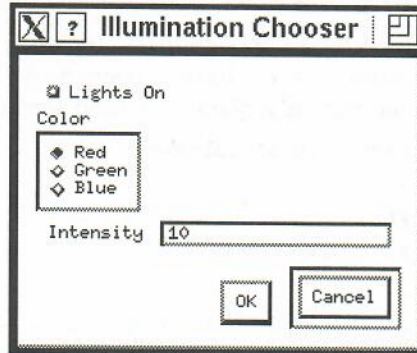 X ? Illumination Chooser
Lights On
Color
Red
Green
Blue
Intensity 10
OK Cancel